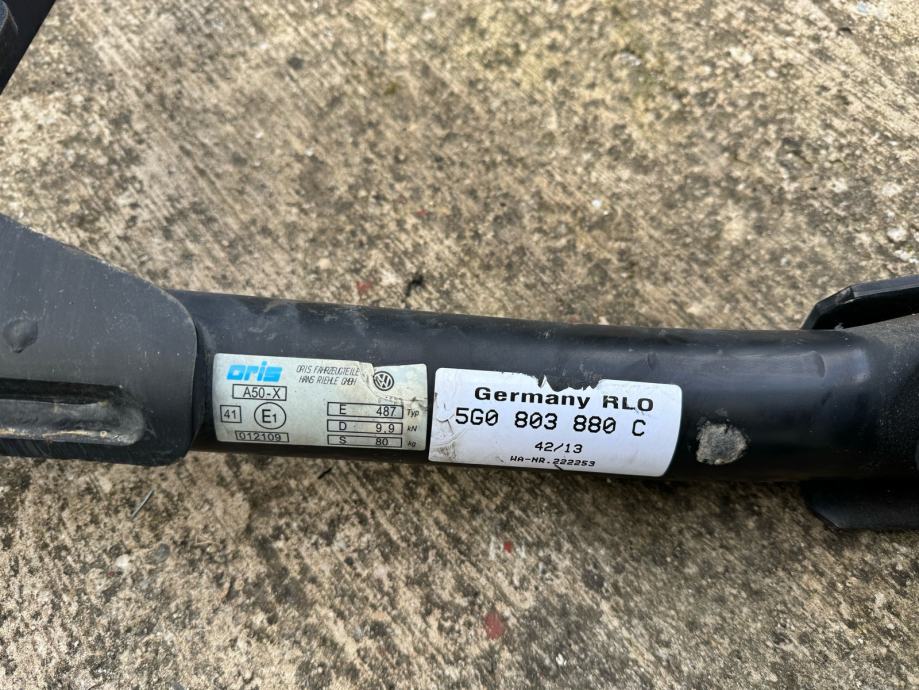 oris
ORIS FAHRZEUGTEILE
HANS RIEHLE GMBH
A50-X
41 E1
012109
E 487 Typ
D 9.9 kN
S 80 kg
Germany RLO
5G0 803 880 C
42/13
WA-NR.222253